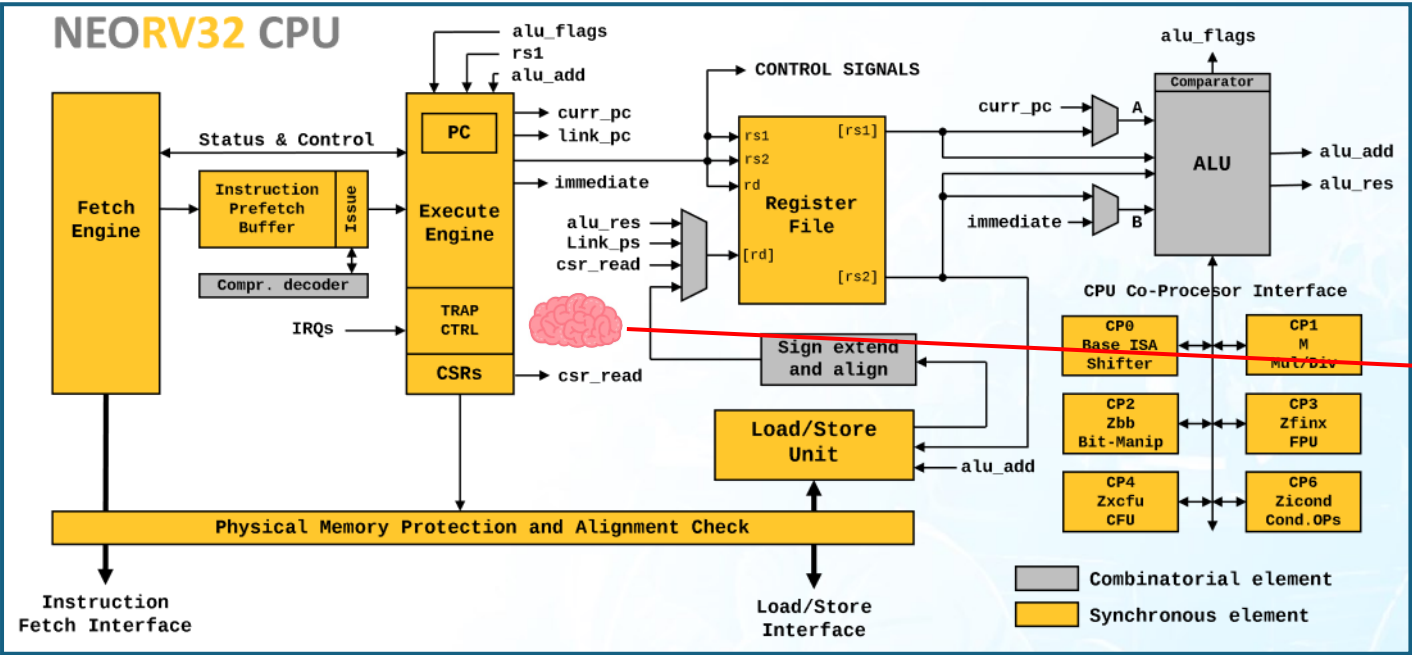 NEORV32 CPU
alu_flags
rs1
alu_add
PC
Execute
Engine
TRAP
CTRL
CSRs
curr_pc
link_pc
immediate
csr_read
Status & Control
Fetch
Engine
Instruction
Prefetch
Buffer
Issue
Compr. decoder
IRQs
CONTROL SIGNALS
rs1
rs2
rd
[rd]
[rs1]
[rs2]
Register
File
alu_res
Link_ps
csr_read
Sign extend
and align
Load/Store
Unit
alu_add
curr_pc
A
immediate
B
alu_flags
Comparator
ALU
alu_add
alu_res
CPU Co-Procesor Interface
CP0
Base ISA
Shifter
CP1
M
Mul/Div
CP2
Zbb
Bit-Manip
CP3
Zfinx
FPU
CP4
Zxcfu
CFU
CP6
Zicond
Cond.OPs
Physical Memory Protection and Alignment Check
Instruction
Fetch Interface
Load/Store
Interface
Combinatorial element
Synchronous element